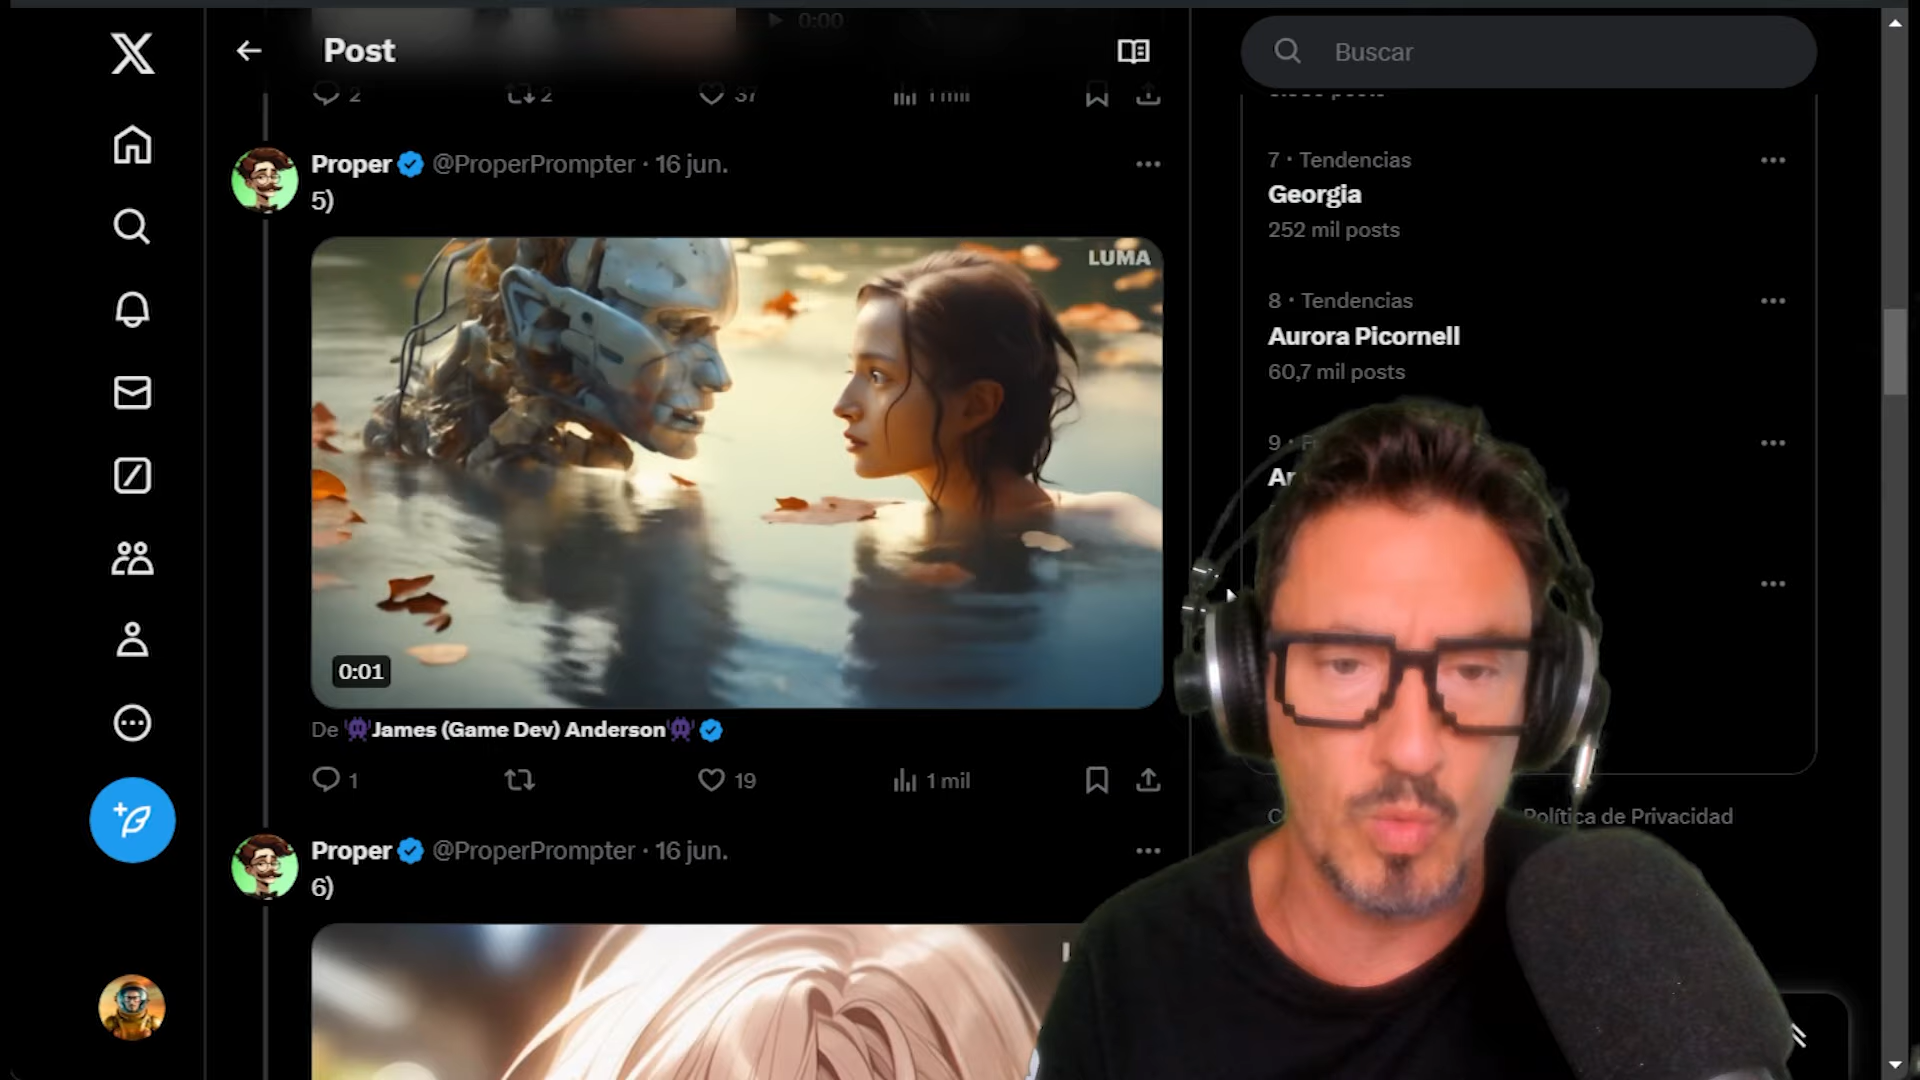 0:00
Post
Buscar
2
2
37
1 mil
7 · Tendencias
Georgia
252 mil posts
Proper @ProperPrompter · 16 jun.
5)
LUMA
8 · Tendencias
Aurora Picornell
60,7 mil posts
9 ·
0:01
De James (Game Dev) Anderson
1
19
1 mil
Política de Privacidad
Proper @ProperPrompter · 16 jun.
6)